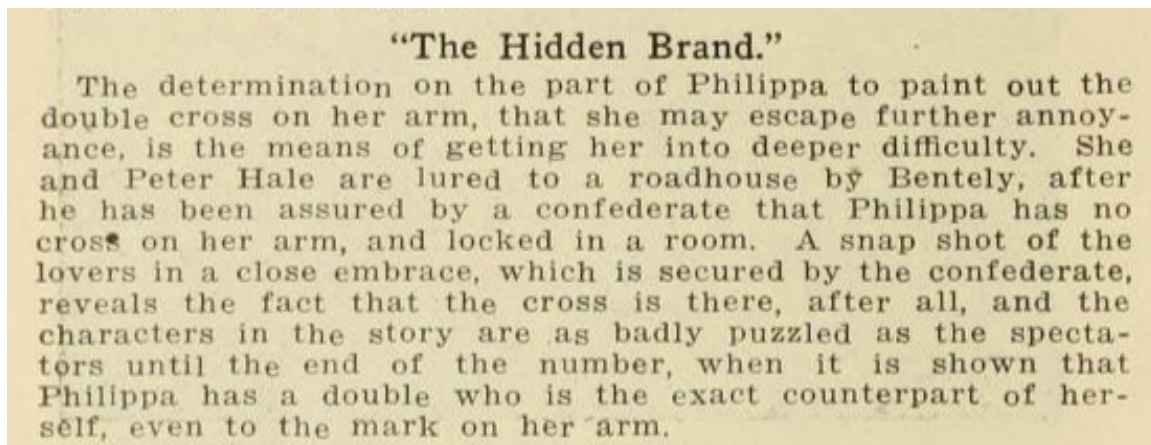 “The Hidden Brand.”
The determination on the part of Philippa to paint out the
double cross on her arm, that she may escape further annoy-
ance, is the means of getting her into deeper difficulty. She
and Peter Hale are lured to a roadhouse by Bentely, after
he has been assured by a confederate that Philippa has no
cross on her arm, and locked in a room. A snap shot of the
lovers in a close embrace, which is secured by the confederate,
reveals the fact that the cross is there, after all, and the
characters in the story are as badly puzzled as the specta-
tors until the end of the number, when it is shown that
Philippa has a double who is the exact counterpart of her-
self, even to the mark on her arm.